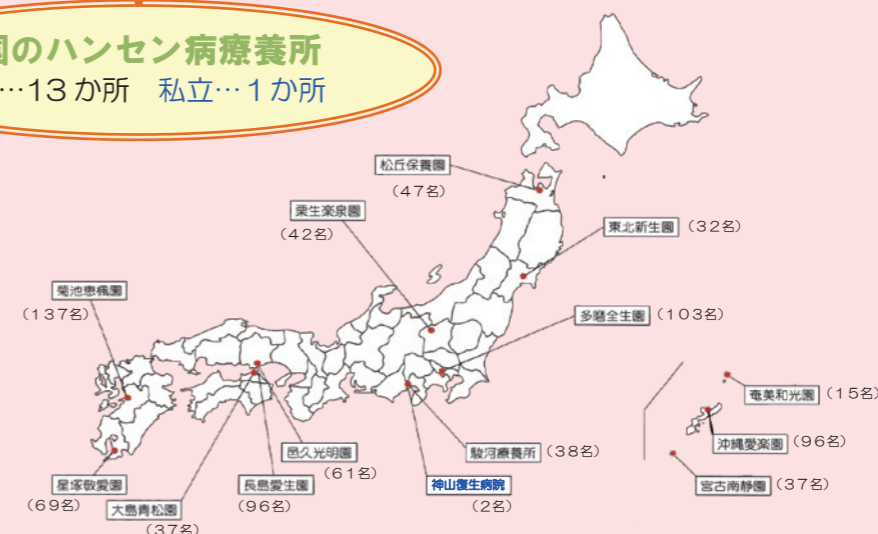 国のハンセン病療養所
…13か所 私立…1か所
松丘保養園
(47名)
栗生楽泉園
(42名)
東北新生園 (32名)
菊池恵楓園
(137名)
多磨全生園 (103名)
奄美和光園 (15名)
沖縄愛楽園 (96名)
宮古南静園 (37名)
駿河療養所 (38名)
神山復生病院
(2名)
邑久光明園
(61名)
長島愛生園
(96名)
星塚敬愛園
(69名)
大島青松園
(37名)